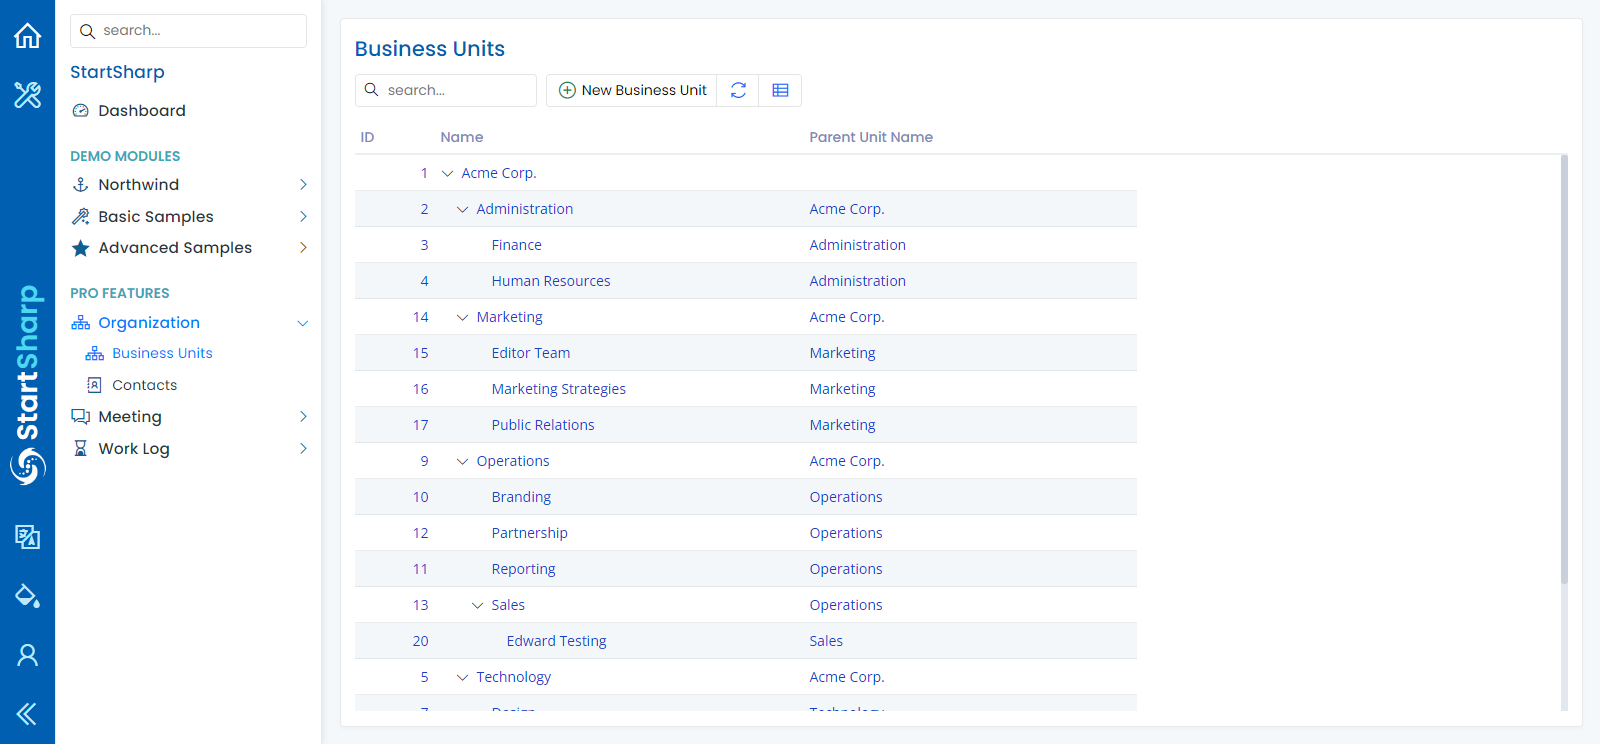 search...
StartSharp
Dashboard
DEMO MODULES
Northwind
Basic Samples
Advanced Samples
PRO FEATURES
Organization
Business Units
Contacts
Meeting
Work Log
StartSharp
Business Units
search...
New Business Unit
ID Name Parent Unit Name
1 Acme Corp.
2 Administration Acme Corp.
3 Finance Administration
4 Human Resources Administration
14 Marketing Acme Corp.
15 Editor Team Marketing
16 Marketing Strategies Marketing
17 Public Relations Marketing
9 Operations Acme Corp.
10 Branding Operations
12 Partnership Operations
11 Reporting Operations
13 Sales Operations
20 Edward Testing Sales
5 Technology Acme Corp.
7 Design Technology